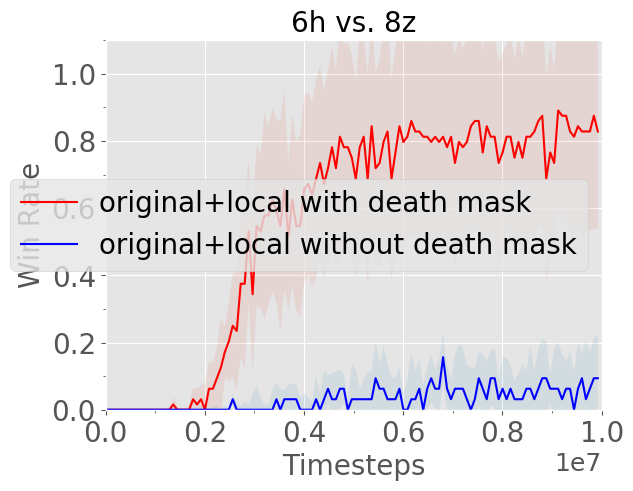 6h vs. 8z
1.0
0.8
0.6
0.4
0.2
0.0
Win Rate
original+local with death mask
original+local without death mask
0.0 0.2 0.4 0.6 0.8 1.0
1e7
Timesteps